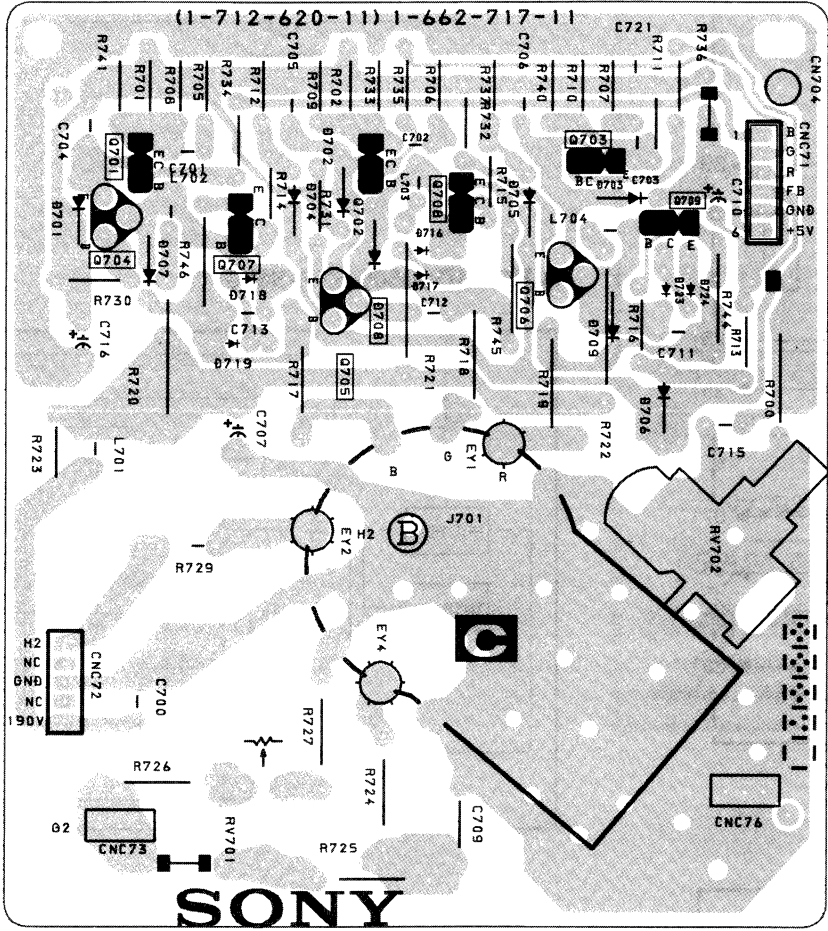 (1-712-620-11) 1-662-717-11
R741
R701
R708
R705
R734
R712
C705
R709
R702
R733
R735
R706
R737
R732
C706
R740
R710
R707
C721
R711
R736
CN704
C704
Q701
C701
L702
E
C
B
D702
E
C
B
C702
L703
Q708
E
C
B
R715
D705
Q703
B
C
E
D703
C703
D709
C710
1
6
B
G
R
FB
GND
+5V
CNC71
D701
E
B
Q704
D707
R746
E
C
B
Q707
R714
D704
R731
Q702
D716
D717
C712
L704
E
B
Q706
B
C
E
D723
D724
R744
R713
R730
D718
C713
D719
E
B
D708
Q705
R745
R718
R721
D709
R716
C711
C716
R720
R717
C707
R719
D706
R700
R723
L701
R722
C715
B
G
R
EY1
EY2
H2
B
J701
RV702
R729
H2
NC
GND
NC
190V
CNC72
C700
EY4
C
R727
R726
R724
G2
CNC73
RV701
R725
C709
CNC76
SONY